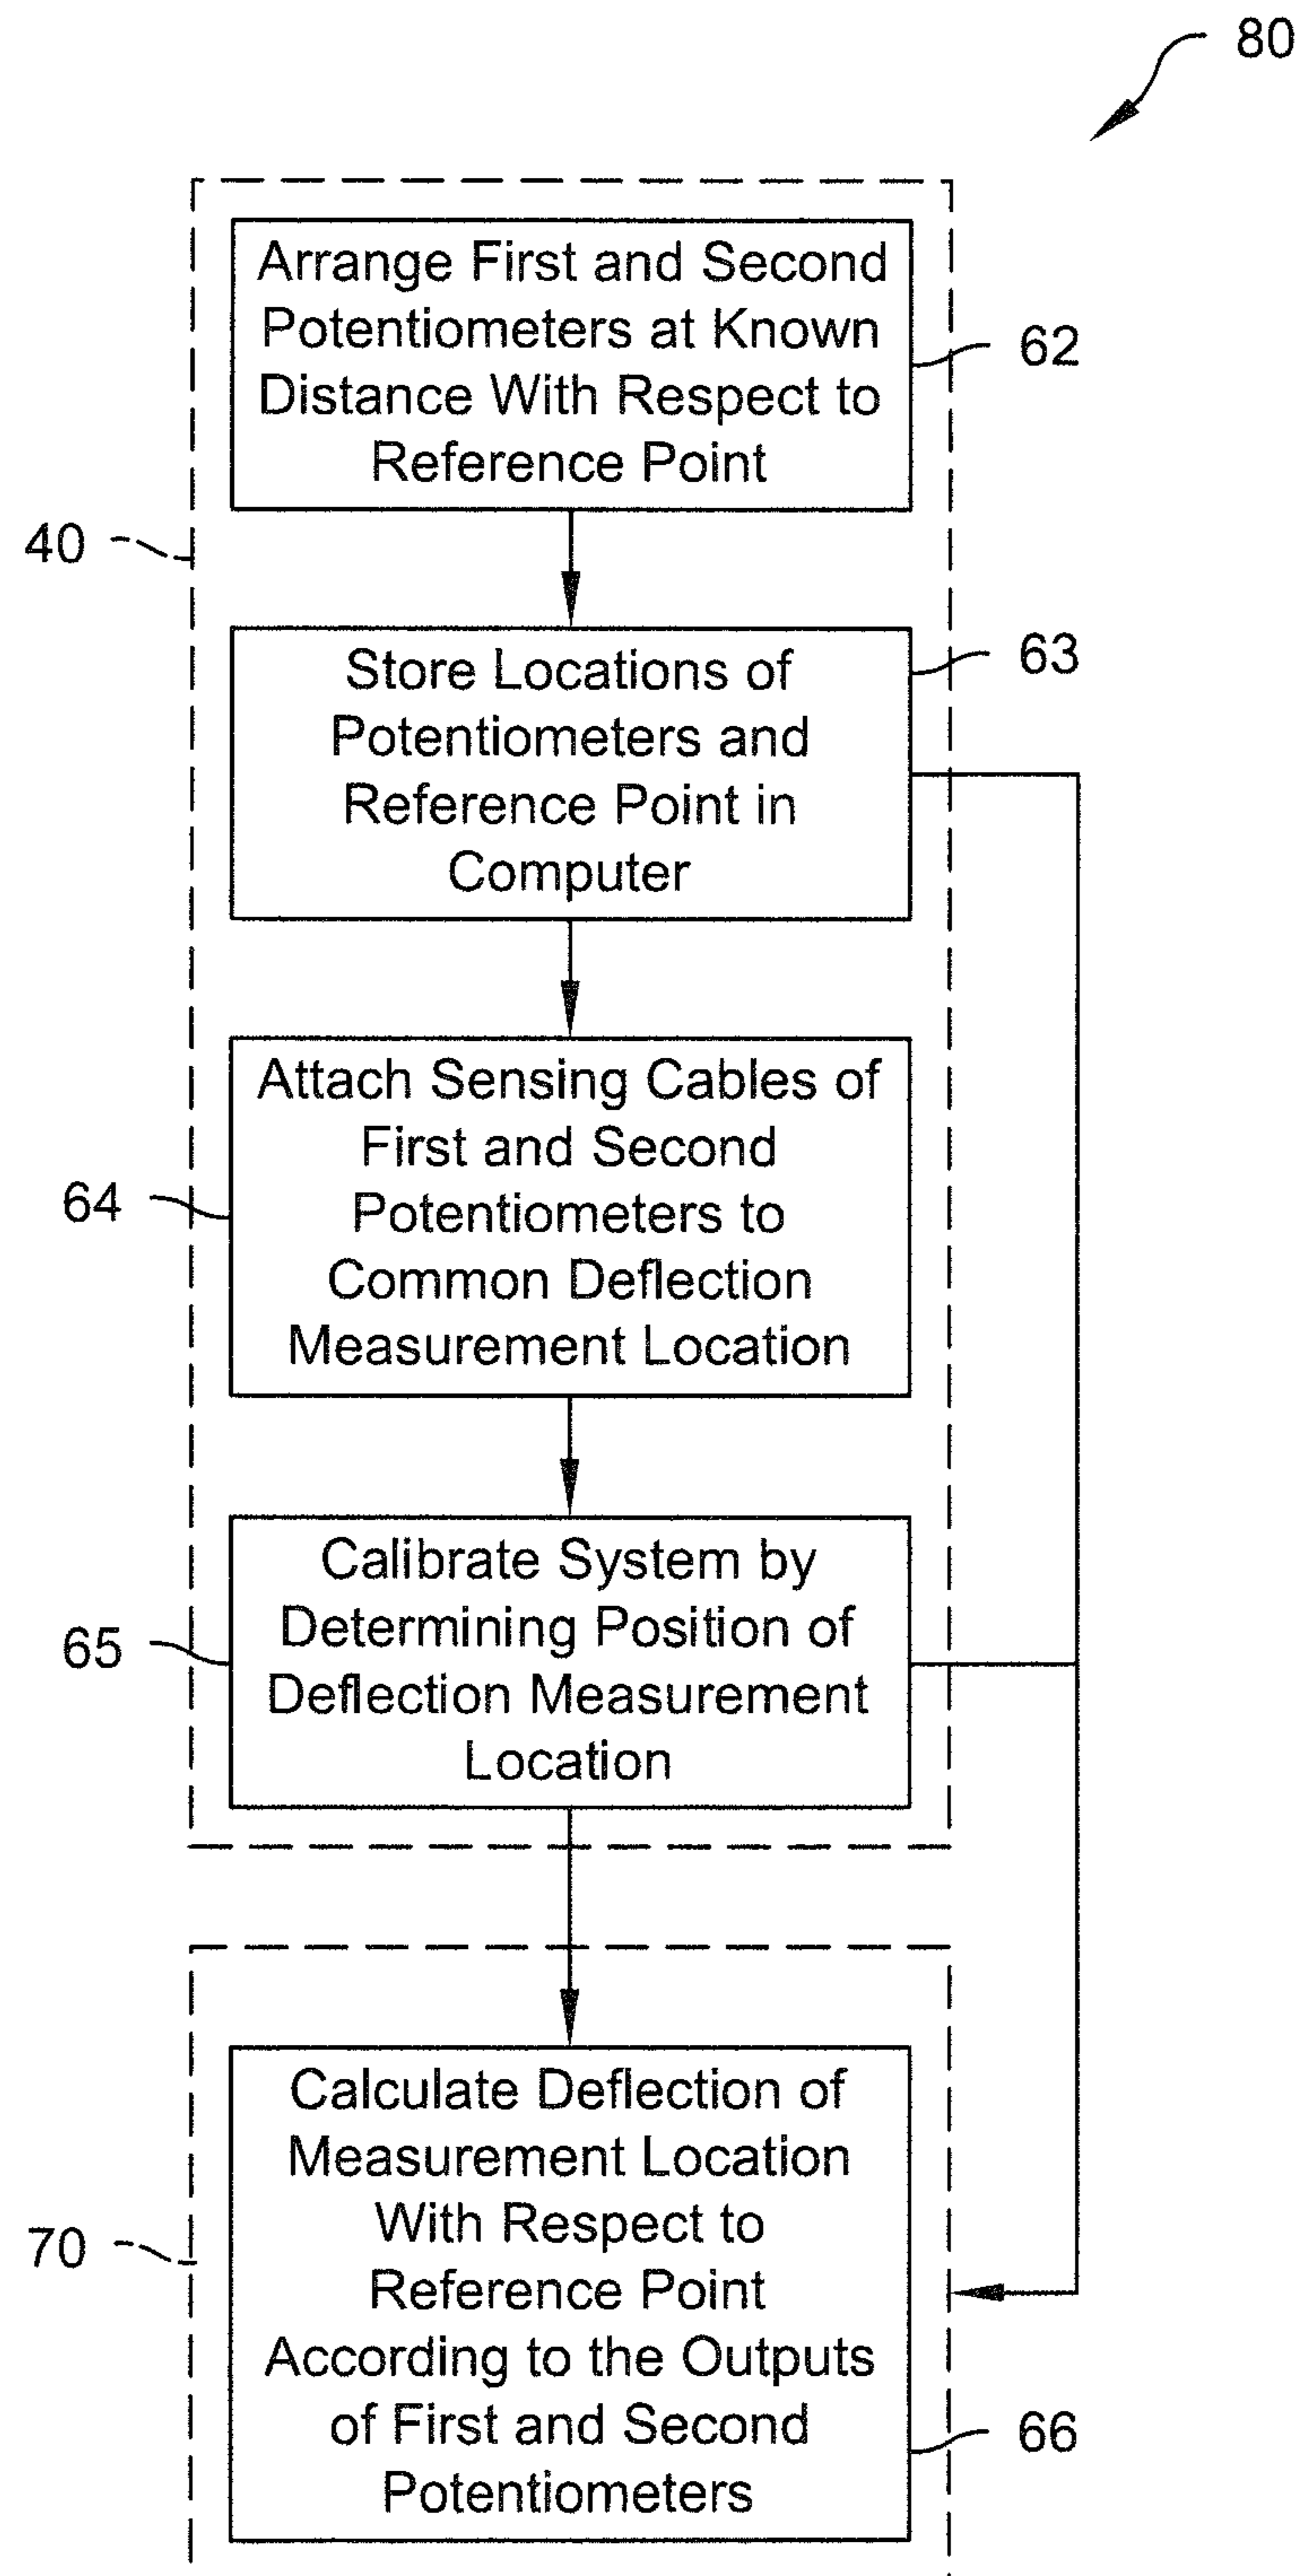 80
Arrange First and Second
Potentiometers at Known
Distance With Respect to
Reference Point
62
40
Store Locations of
Potentiometers and
Reference Point in
Computer
63
Attach Sensing Cables of
First and Second
Potentiometers to
Common Deflection
Measurement Location
64
Calibrate System by
Determining Position of
Deflection Measurement
Location
65
Calculate Deflection of
Measurement Location
With Respect to
Reference Point
According to the Outputs
of First and Second
Potentiometers
70
66